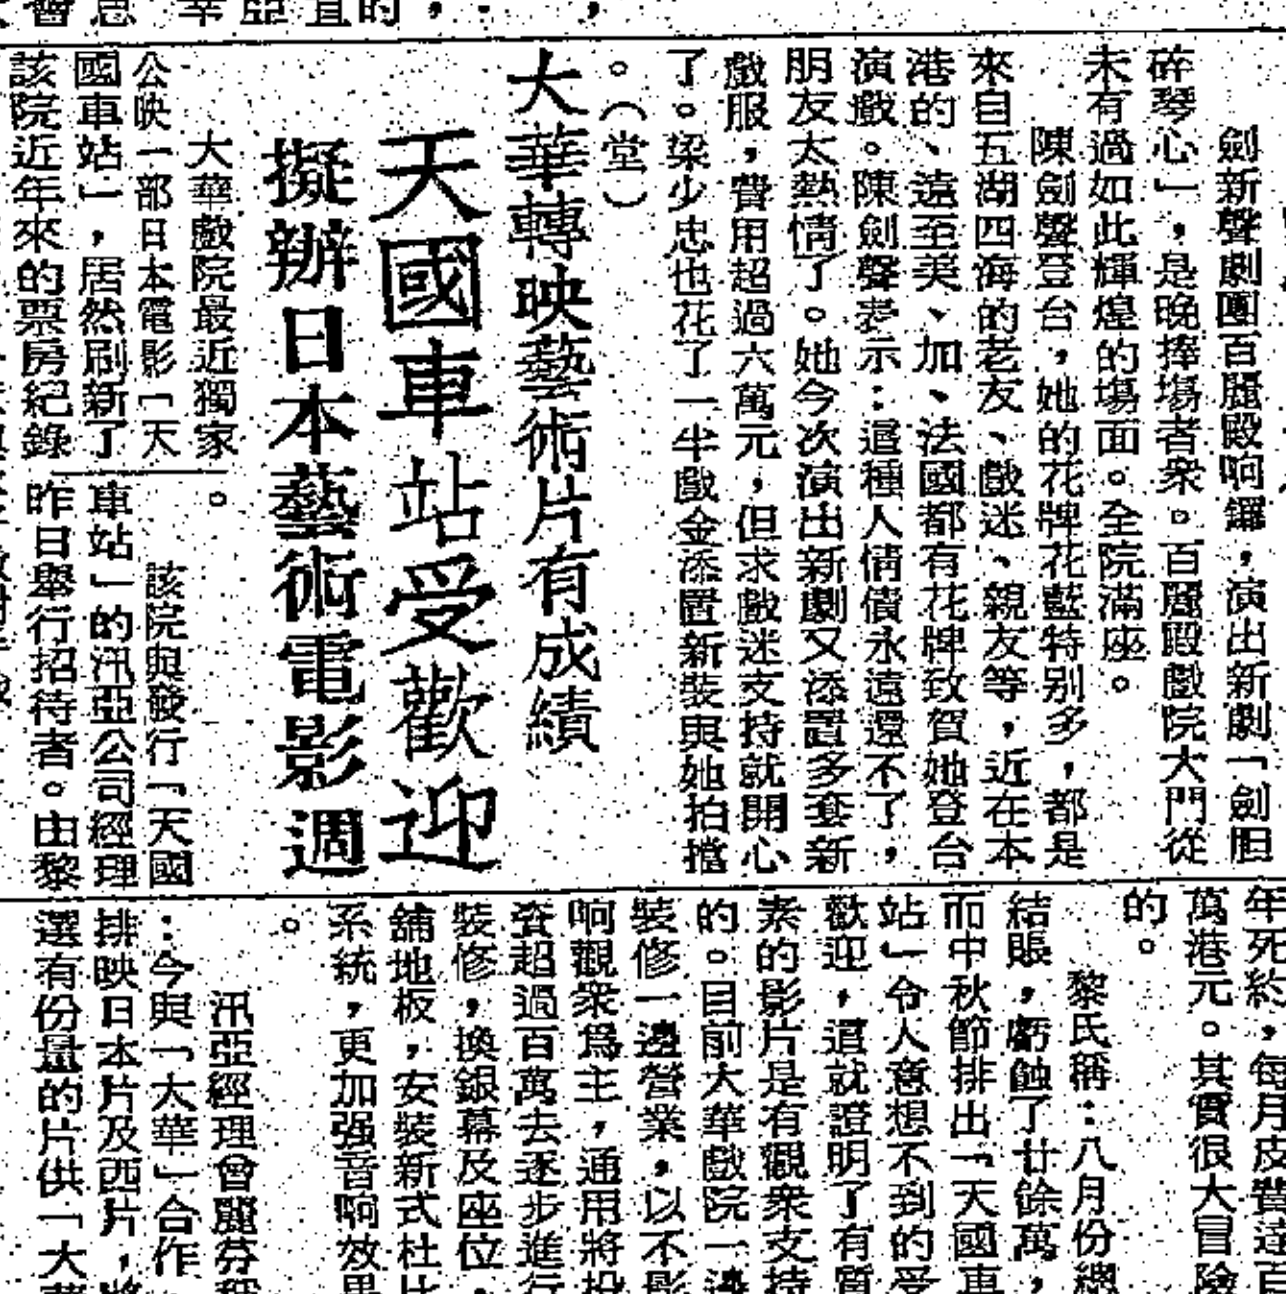 劍新聲劇團百麗殿响鑼，演出新劇「劍胆
碎琴心」，是晚捧場者衆。百麗殿戲院大門從
未有過如此輝煌的場面。全院滿座。
陳劍聲登台，她的花牌花藍特別多，都是
來自五湖四海的老友、戲迷、親友等，近在本
港的、遠至美、加、法國都有花牌致賀她登台
演戲。陳劍聲表示：這種人情債永遠還不了，
朋友太熱情了。她今次演出新劇又添置多套新
戲服，費用超過六萬元，但求戲迷支持就開心
了。梁少忠也花了一半戲金添置新裝與她拍擋
。（堂）
大華轉映藝術片有成績
天國車站受歡迎
擬辦日本藝術電影週
大華戲院最近獨家
公映一部日本電影「天
國車站」，居然刷新了
該院近年來的票房紀錄
。
該院與發行「天國
車站」的汛亞公司經理
昨日舉行招待者。由黎
年死約，每月皮費達百
萬港元。其實很大冒險
的。
黎氏稱：八月份總
結賬，虧蝕了廿餘萬，
而中秋節排出「天國車
站」令人意想不到的受
歡迎，這就證明了有質
素的影片是有觀衆支持
的。目前大華戲院一邊
裝修一邊營業，以不影
响觀衆爲主，通用將投
資超過百萬去逐步進行
裝修，換銀幕及座位，
舖地板，安裝新式杜比
系統，更加强音响效果
。
汛亞經理曾麗芬稱
：今與「大華」合作，
排映日本片及西片，將
選有份量的片供「大華